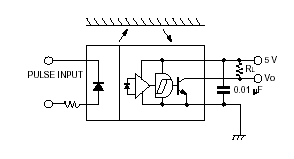 5 V
RL
PULSE INPUT
Vo
0.01 µF